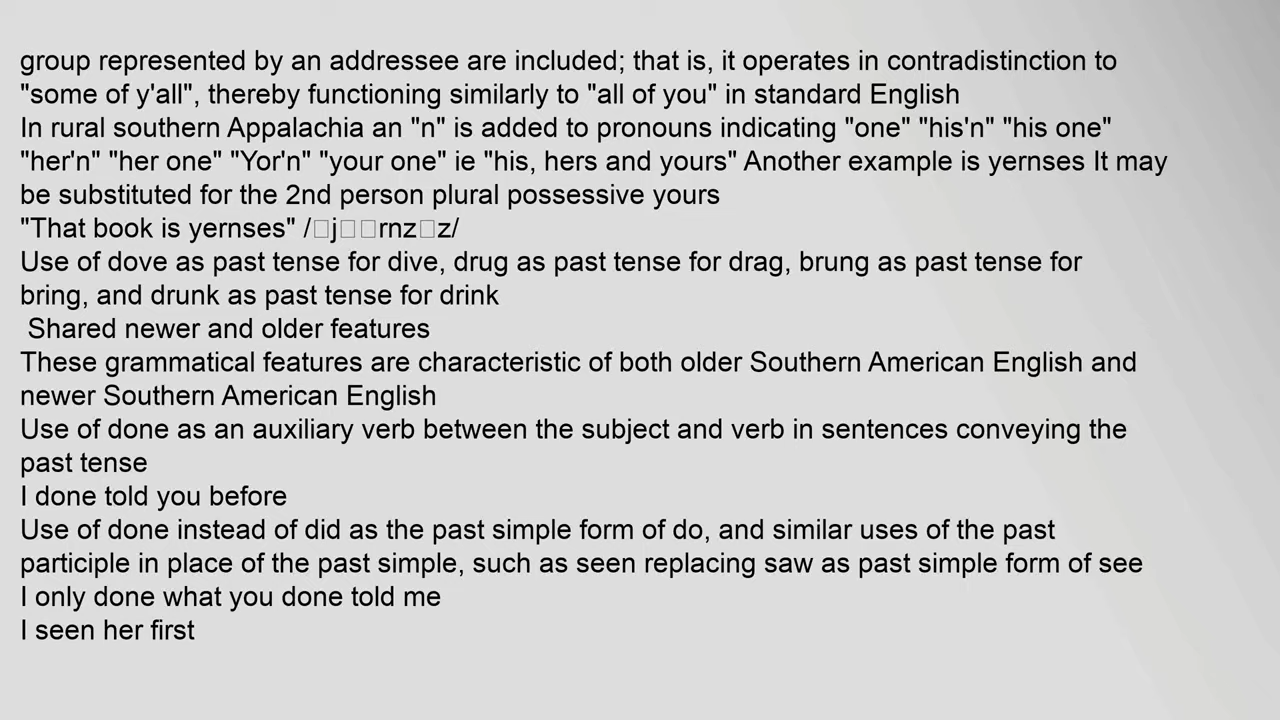 group represented by an addressee are included; that is, it operates in contradistinction to
"some of y'all", thereby functioning similarly to "all of you" in standard English
In rural southern Appalachia an "n" is added to pronouns indicating "one" "his'n" "his one"
"her'n" "her one" "Yor'n" "your one" ie "his, hers and yours" Another example is yernses It may
be substituted for the 2nd person plural possessive yours
"That book is yernses" /□j□□rnz□z/
Use of dove as past tense for dive, drug as past tense for drag, brung as past tense for
bring, and drunk as past tense for drink
Shared newer and older features
These grammatical features are characteristic of both older Southern American English and
newer Southern American English
Use of done as an auxiliary verb between the subject and verb in sentences conveying the
past tense
I done told you before
Use of done instead of did as the past simple form of do, and similar uses of the past
participle in place of the past simple, such as seen replacing saw as past simple form of see
I only done what you done told me
I seen her first